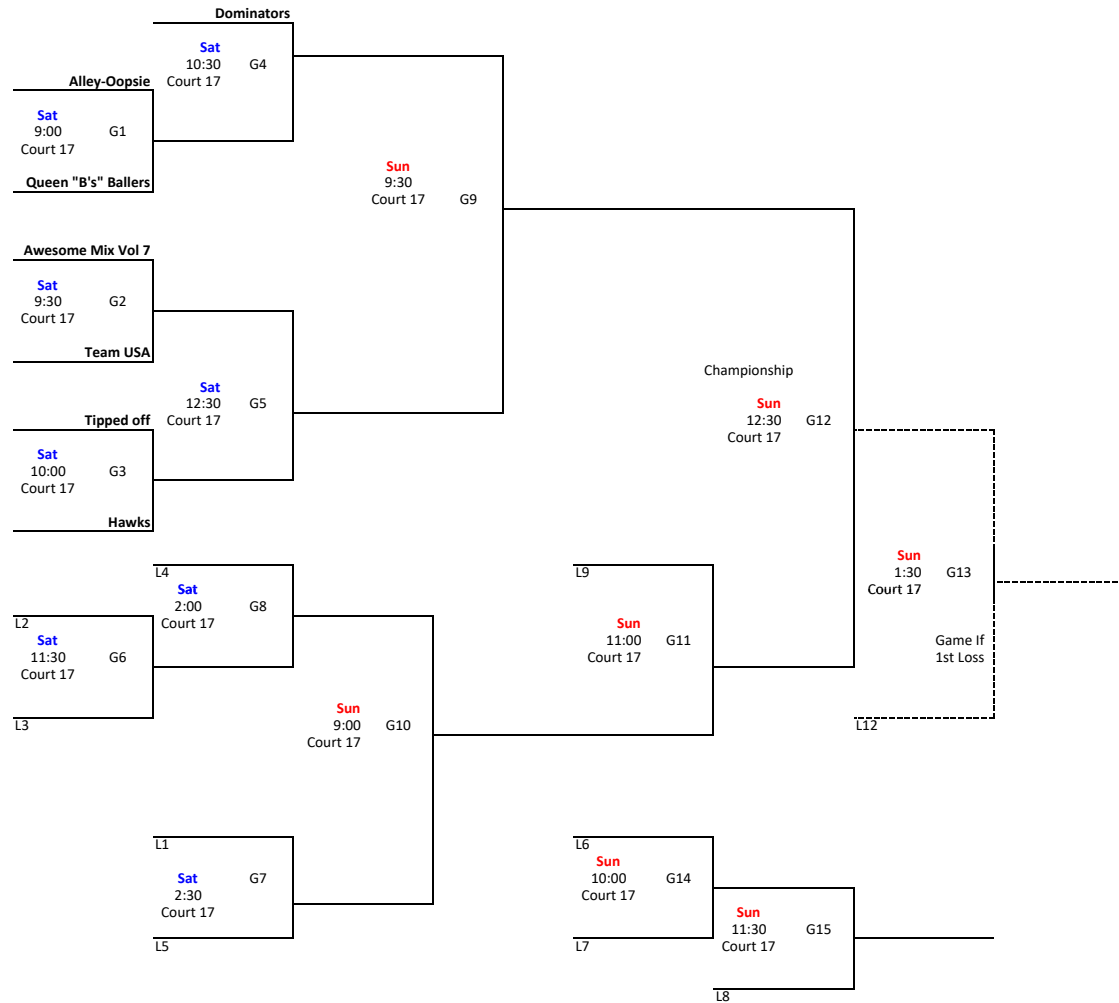 Dominators
Sat
10:30 G4
Court 17
Alley-Oopsie
Sat
9:00 G1
Court 17
Queen "B's" Ballers
Sun
9:30
Court 17 G9
Awesome Mix Vol 7
Sat
9:30 G2
Court 17
Team USA
Sat
12:30 G5
Court 17
Championship
Sun
12:30 G12
Court 17
Tipped off
Sat
10:00 G3
Court 17
Hawks
L4
Sat
2:00 G8
Court 17
L9
Sun
1:30 G13
Court 17
L2
Sat
11:30 G6
Court 17
L3
Sun
11:00 G11
Court 17
Game If
1st Loss
Sun
9:00 G10
Court 17
L12
L1
Sat G7
2:30
Court 17
L5
L6
Sun
10:00 G14
Court 17
L7
Sun
11:30 G15
Court 17
L8